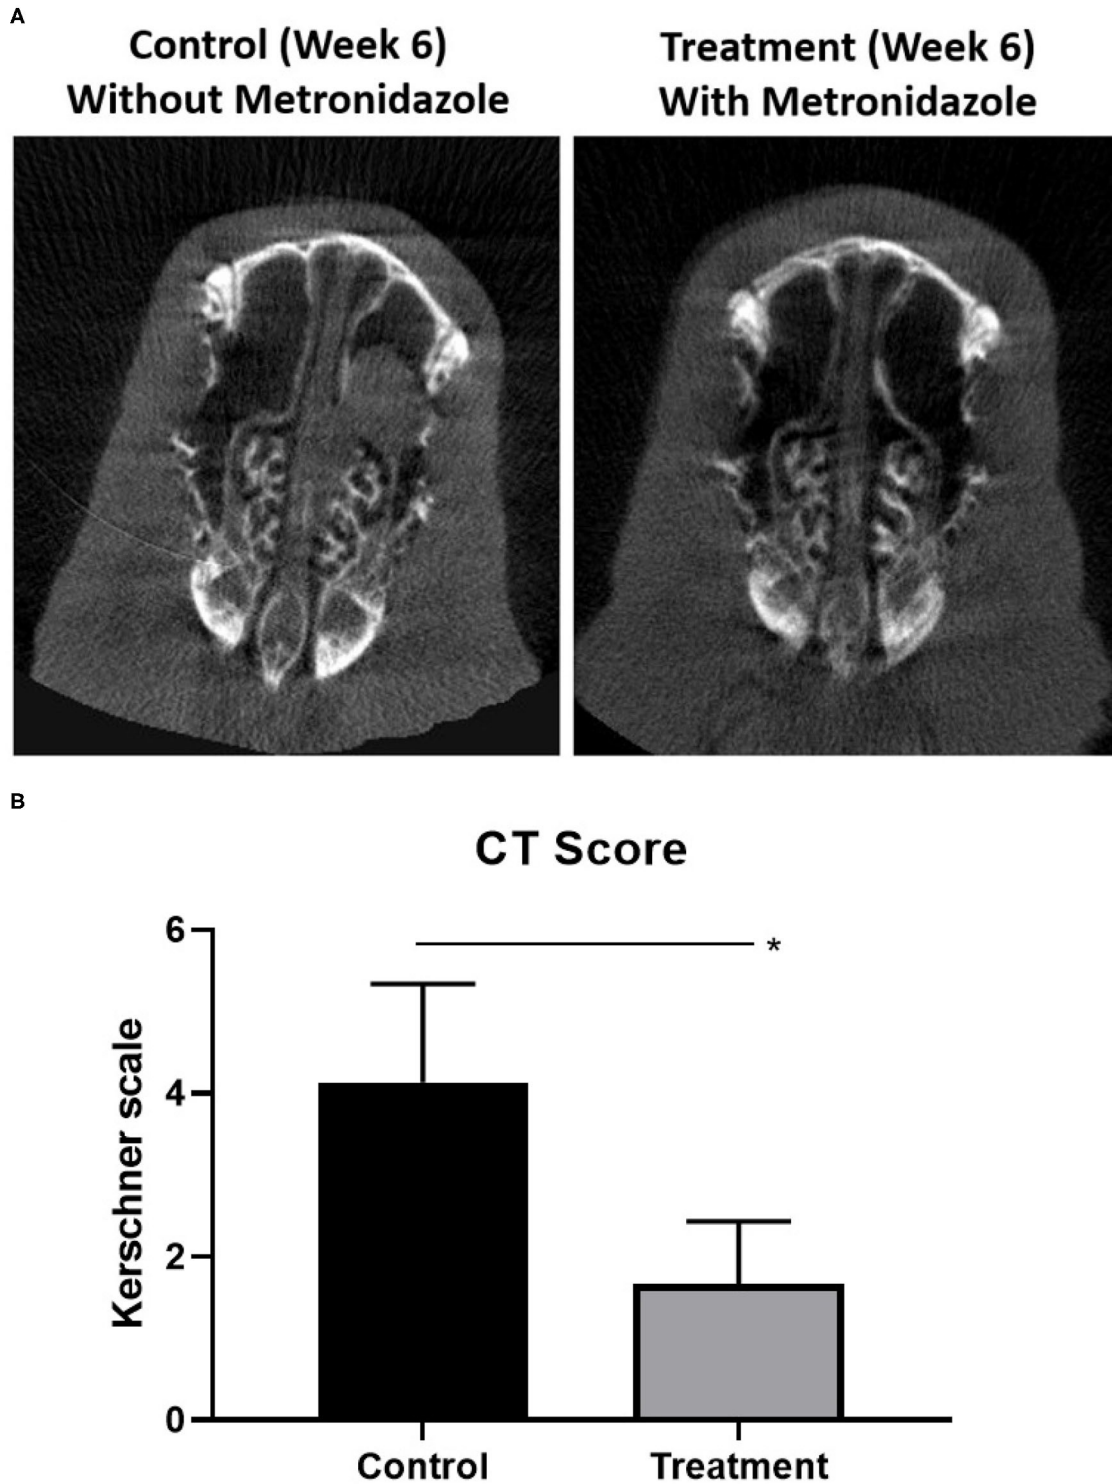 A
Control (Week 6)
Without Metronidazole
Treatment (Week 6)
With Metronidazole
B
CT Score
Kerschner scale
6
*
4
2
0
Control
Treatment